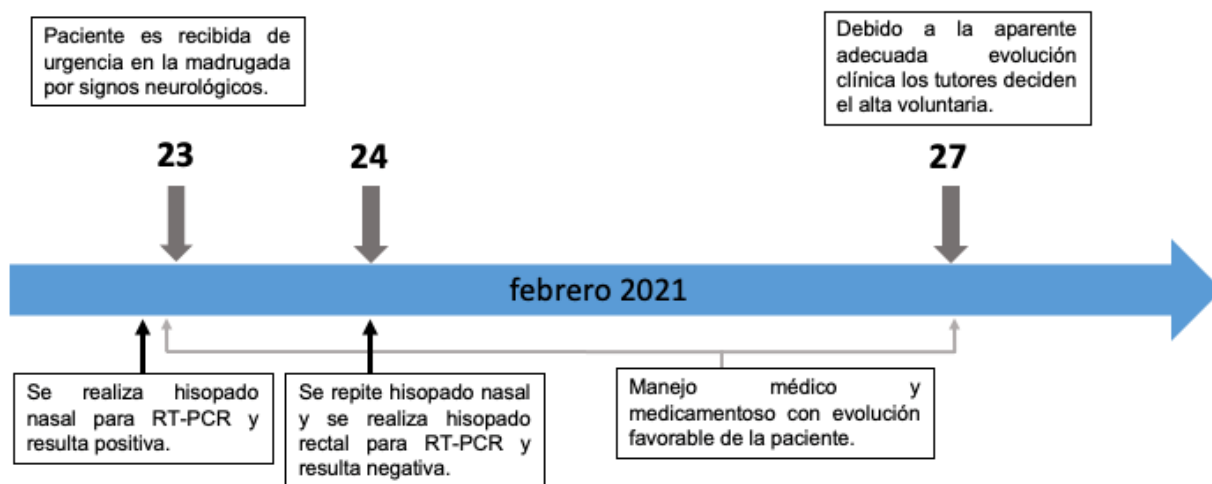 Paciente es recibida de
urgencia en la madrugada
por signos neurológicos.
Debido a la aparente
adecuada evolución
clínica los tutores deciden
el alta voluntaria.
23
24
27
febrero 2021
Se realiza hisopado
nasal para RT-PCR y
resulta positiva.
Se repite hisopado nasal
y se realiza hisopado
rectal para RT-PCR y
resulta negativa.
Manejo médico y
medicamentoso con evolución
favorable de la paciente.